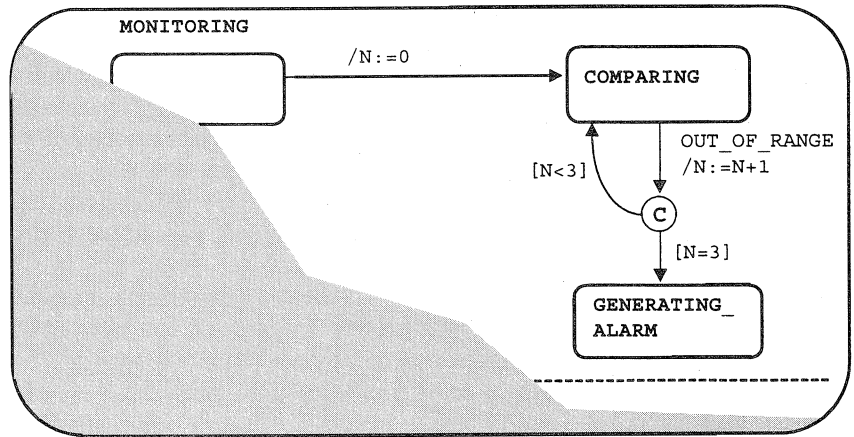 MONITORING
/N:=0
COMPARING
OUT_OF_RANGE
/N:=N+1
[N<3]
C
[N=3]
GENERATING_
ALARM